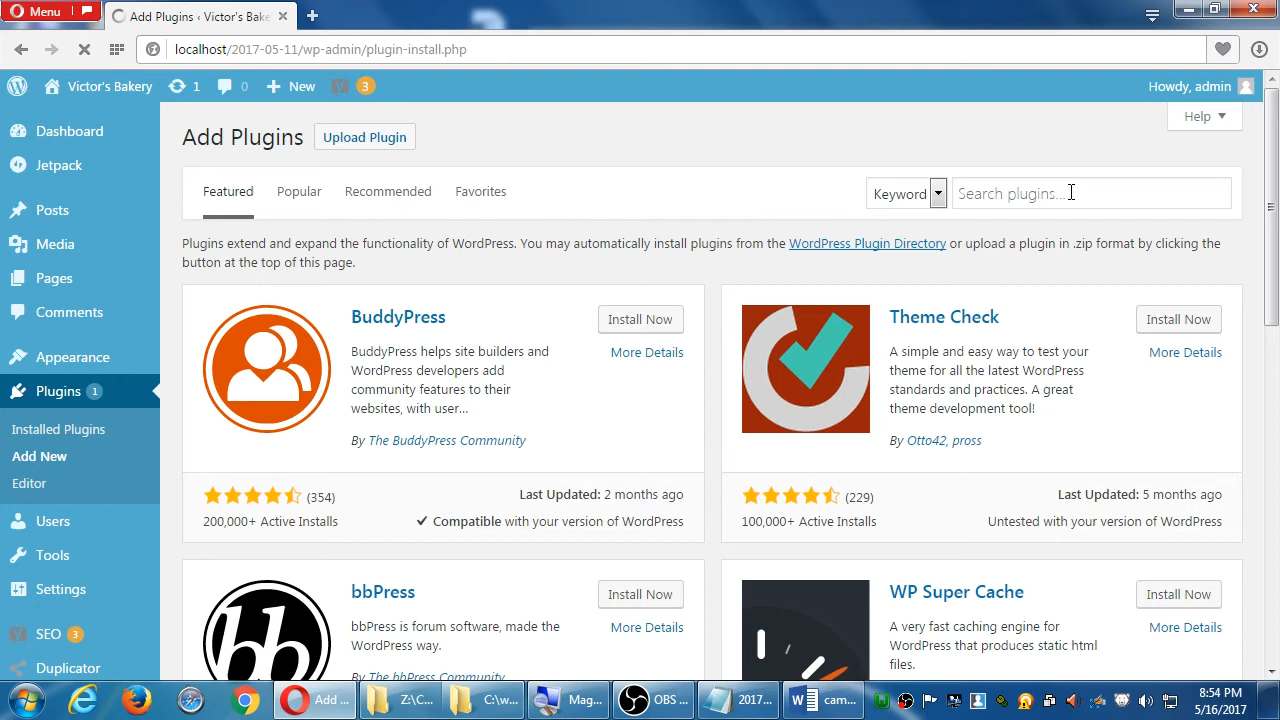 Menu
Add Plugins ‹ Victor's Bake
localhost/2017-05-11/wp-admin/plugin-install.php
Victor's Bakery
1
0
New
3
Howdy, admin
Dashboard
Jetpack
Posts
Media
Pages
Comments
Appearance
Plugins 1
Installed Plugins
Add New
Editor
Users
Tools
Settings
SEO 3
Duplicator
Help
Add Plugins
Upload Plugin
Featured
Popular
Recommended
Favorites
Keyword
Search plugins...
Plugins extend and expand the functionality of WordPress. You may automatically install plugins from the WordPress Plugin Directory or upload a plugin in .zip format by clicking the
button at the top of this page.
BuddyPress
Install Now
More Details
BuddyPress helps site builders and
WordPress developers add
community features to their
websites, with user...
By The BuddyPress Community
(354)
200,000+ Active Installs
Last Updated: 2 months ago
Compatible with your version of WordPress
Theme Check
Install Now
More Details
A simple and easy way to test your
theme for all the latest WordPress
standards and practices. A great
theme development tool!
By Otto42, pross
(229)
100,000+ Active Installs
Last Updated: 5 months ago
Untested with your version of WordPress
bb
bbPress
Install Now
More Details
bbPress is forum software, made the
WordPress way.
By The bbPress Community
WP Super Cache
Install Now
More Details
A very fast caching engine for
WordPress that produces static html
files.
Add ...
Z:\C...
C:\w...
Mag...
OBS ...
2017...
cam...
8:54 PM
5/16/2017